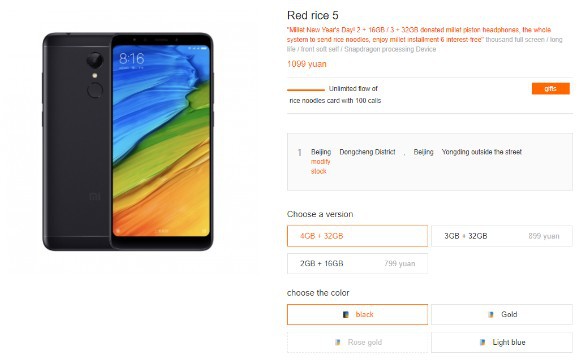 8:16
mi
Red rice 5
"Millet New Year's Day! 2 + 16GB / 3 + 32GB donated millet piston headphones, the whole
system to send rice noodles, enjoy millet installment 6 interest free" thousand full screen / long
life / front soft self / Snapdragon processing Device
1099 yuan
Unlimited flow of
rice noodles card with 100 calls
gifts
1 Beijing Dongcheng District , Beijing Yongding outside the street
modify
stock
Choose a version
4GB + 32GB
3GB + 32GB 899 yuan
2GB + 16GB 799 yuan
choose the color
black
Gold
Rose gold
Light blue